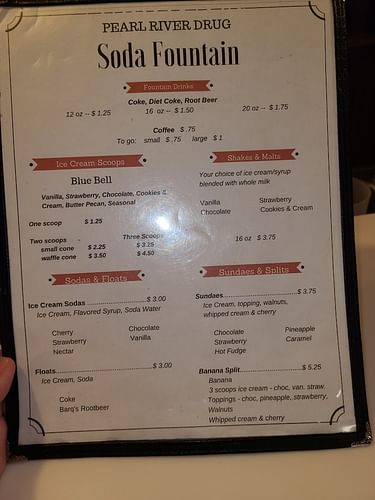 PEARL RIVER DRUG
Soda Fountain
Fountain Drinks
Coke, Diet Coke, Root Beer
12 oz -- $ 1.25
16 oz -- $ 1.50
20 oz -- $ 1.75
Coffee $ .75
To go: small $ .75 large $ 1
Ice Cream Scoops
Blue Bell
Vanilla, Strawberry, Chocolate, Cookies &
Cream, Butter Pecan, Seasonal
One scoop $ 1.25
Two scoops
small cone $ 2.25
waffle cone $ 3.50
Three Scoops
$ 3.25
$ 4.50
Shakes & Malts
Your choice of ice cream/syrup
blended with whole milk
Vanilla Strawberry
Chocolate Cookies & Cream
16 oz $ 3.75
Sodas & Floats
Ice Cream Sodas ........................ $ 3.00
Ice Cream, Flavored Syrup, Soda Water
Cherry Chocolate
Strawberry Vanilla
Nectar
Floats........................................ $ 3.00
Ice Cream, Soda
Coke
Barq's Rootbeer
Sundaes & Splits
Sundaes.................................... $ 3.75
Ice Cream, topping, walnuts,
whipped cream & cherry
Chocolate Pineapple
Strawberry Caramel
Hot Fudge
Banana Split............................... $ 5.25
Banana
3 scoops ice cream - choc, van. straw.
Toppings - choc, pineapple, strawberry,
Walnuts
Whipped cream & cherry